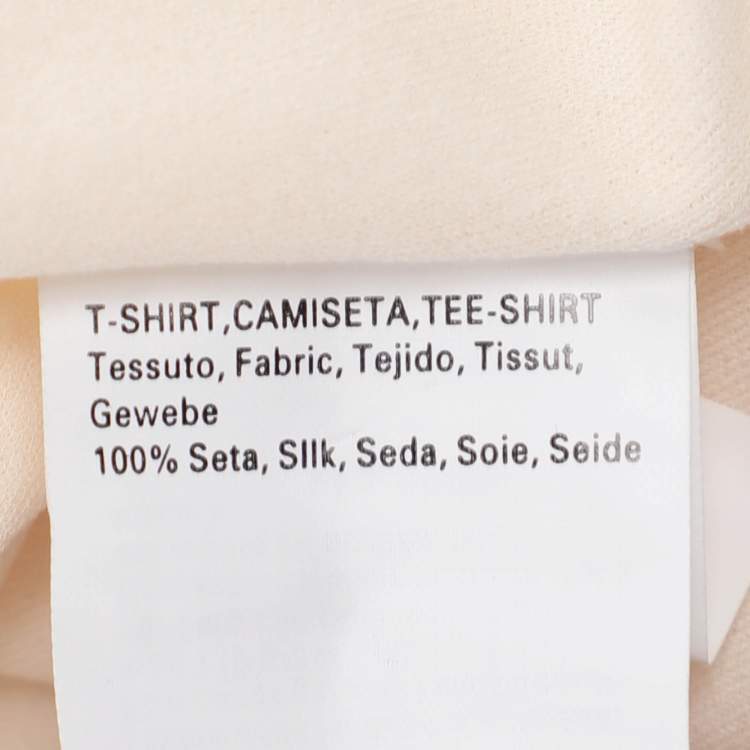 T-SHIRT,CAMISETA,TEE-SHIRT
Tessuto, Fabric, Tejido, Tissut,
Gewebe
100% Seta, SIlk, Seda, Soie, Seide